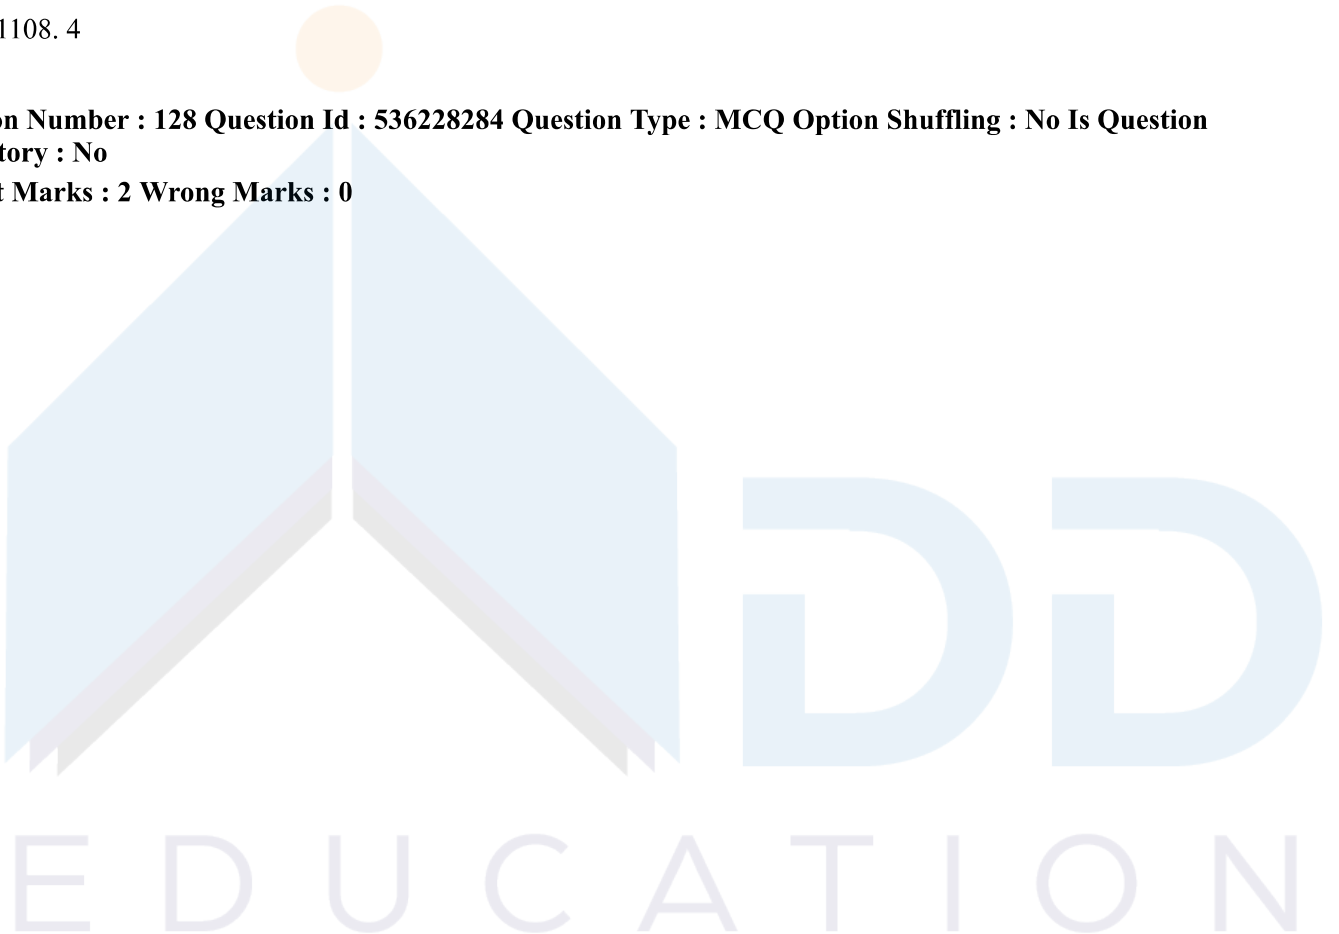 1108. 4
on Number : 128 Question Id : 536228284 Question Type : MCQ Option Shuffling : No Is Question
tory : No
t Marks : 2 Wrong Marks : 0
DD
EDUCATION